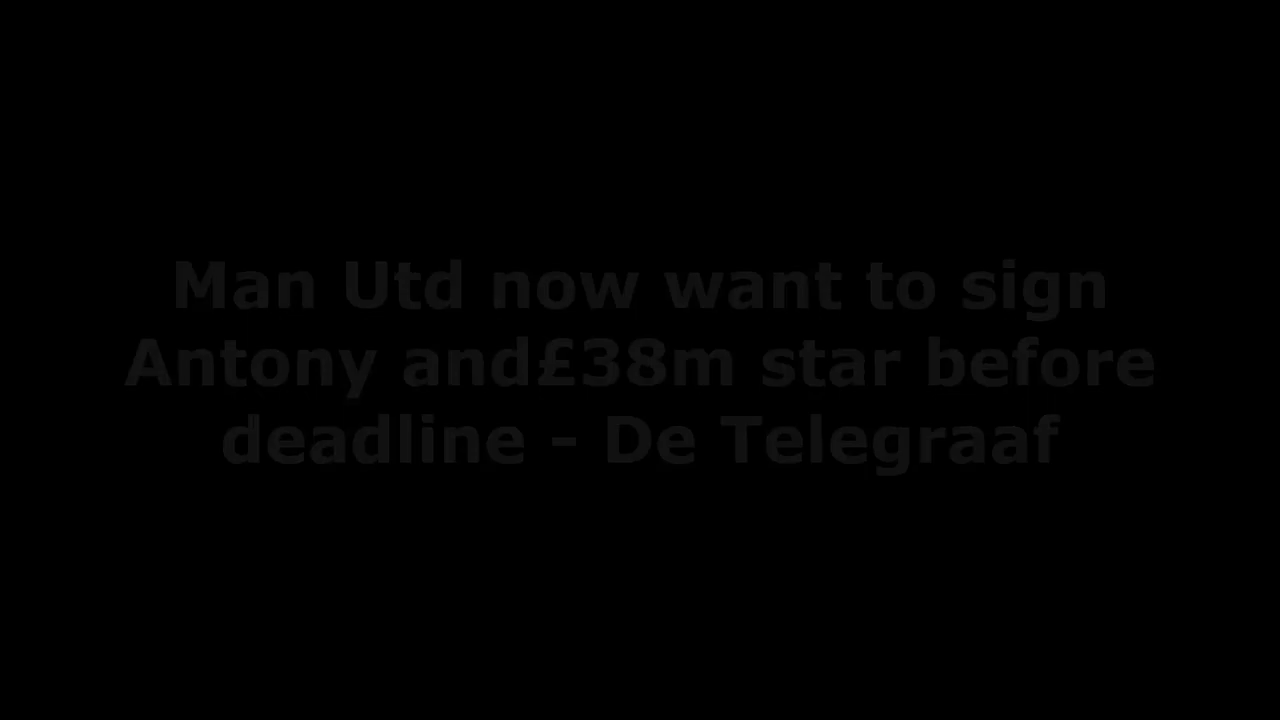 Man Utd now want to sign
Antony and£38m star before
deadline - De Telegraaf